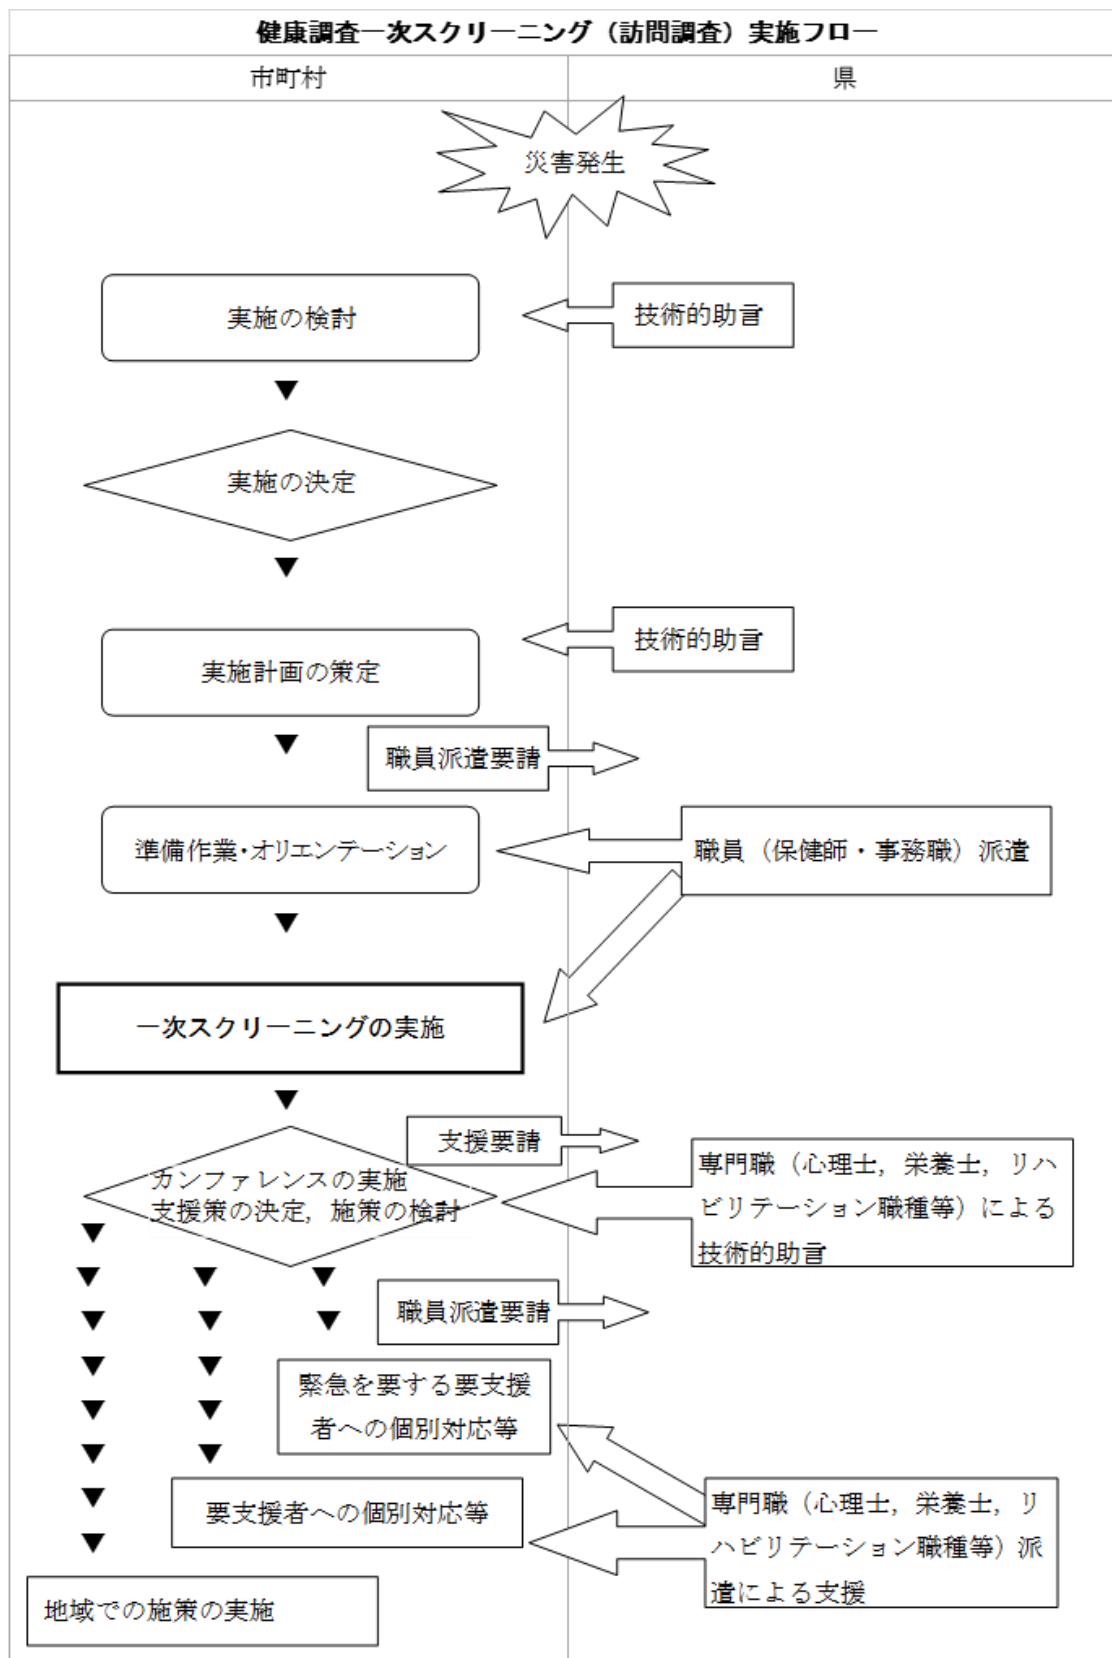 健康調査一次スクリーニング（訪問調査）実施フロー
市町村
県
災害発生
実施の検討
技術的助言
実施の決定
技術的助言
実施計画の策定
職員派遣要請
準備作業・オリエンテーション
職員（保健師・事務職）派遣
一次スクリーニングの実施
支援要請
カンファレンスの実施
支援策の決定，施策の検討
専門職（心理士，栄養士，リハ
ビリテーション職種等）による
技術的助言
職員派遣要請
緊急を要する要支援
者への個別対応等
要支援者への個別対応等
専門職（心理士，栄養士，リ
ハビリテーション職種等）派
遣による支援
地域での施策の実施